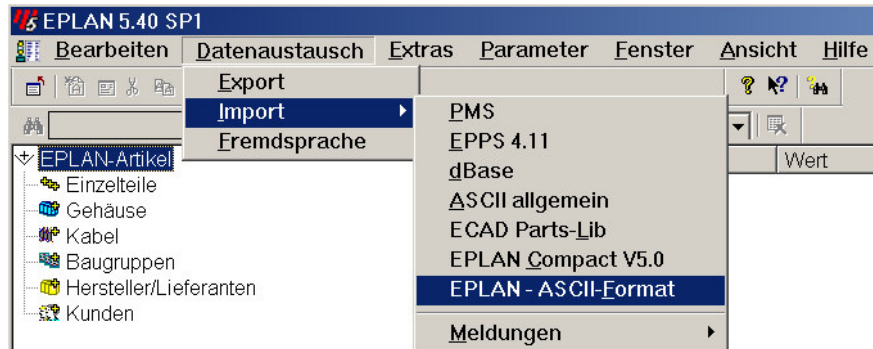 EPLAN 5.40 SP1
Bearbeiten Datenaustausch Extras Parameter Fenster Ansicht Hilfe
Export
Import
Fremdsprache
PMS
EPPS 4.11
dBase
ASCII allgemein
ECAD Parts-Lib
EPLAN Compact V5.0
EPLAN - ASCII-Format
Meldungen
Wert
EPLAN-Artikel
Einzelteile
Gehäuse
Kabel
Baugruppen
Hersteller/Lieferanten
Kunden